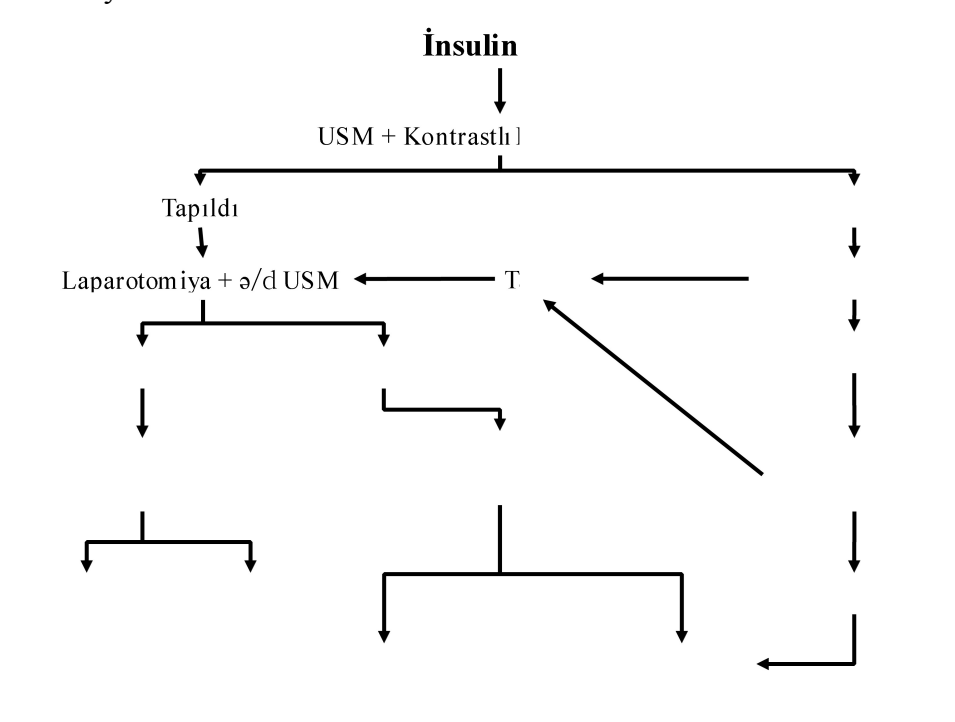 İnsulin
USM + Kontrastlı
Tapıldı
Laparotomiya + ə/d USM